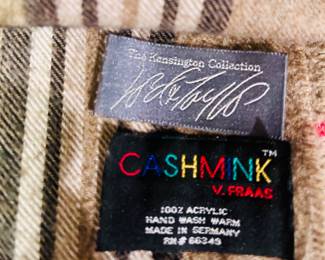 The Kensington Collection
CASHMINK™
V. FRAAS
100% ACRYLIC
HAND WASH WARM
MADE IN GERMANY
RN# 66349